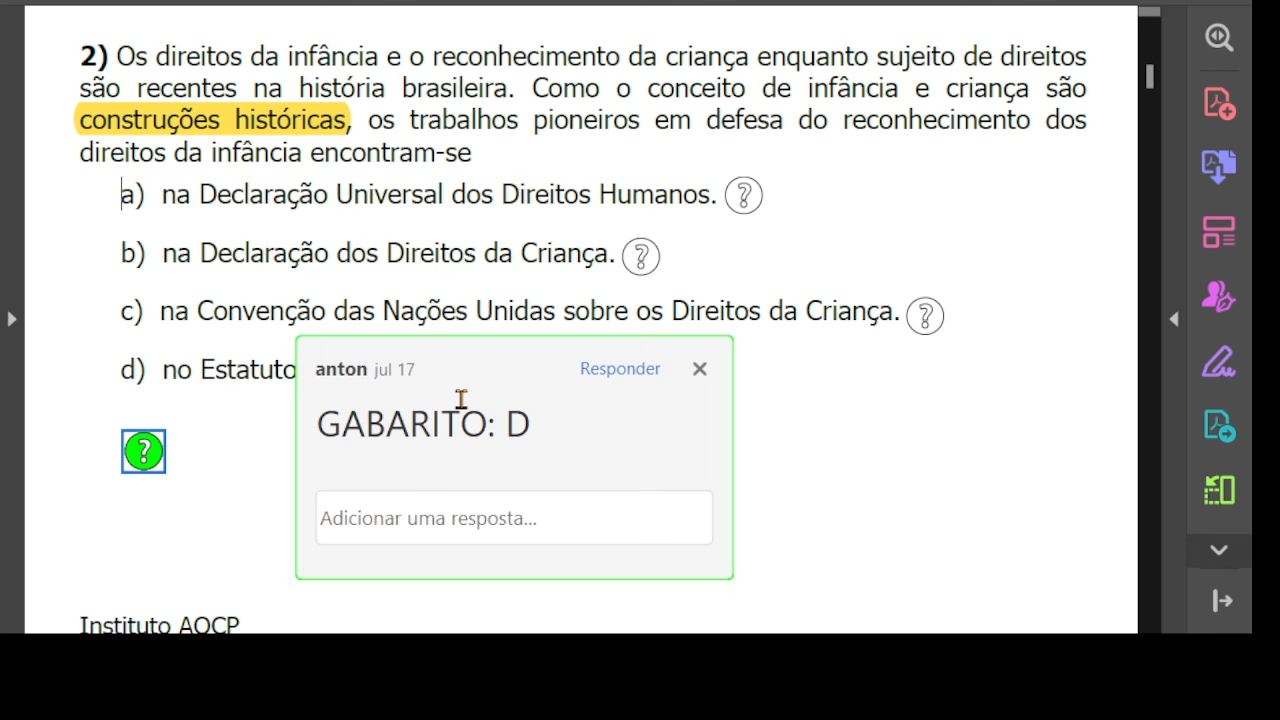 2) Os direitos da infância e o reconhecimento da criança enquanto sujeito de direitos
são recentes na história brasileira. Como o conceito de infância e criança são
construções históricas, os trabalhos pioneiros em defesa do reconhecimento dos
direitos da infância encontram-se
a) na Declaração Universal dos Direitos Humanos.
b) na Declaração dos Direitos da Criança.
c) na Convenção das Nações Unidas sobre os Direitos da Criança.
d) no Estatuto
anton jul 17 Responder
GABARITO: D
Adicionar uma resposta...
Instituto AOCP